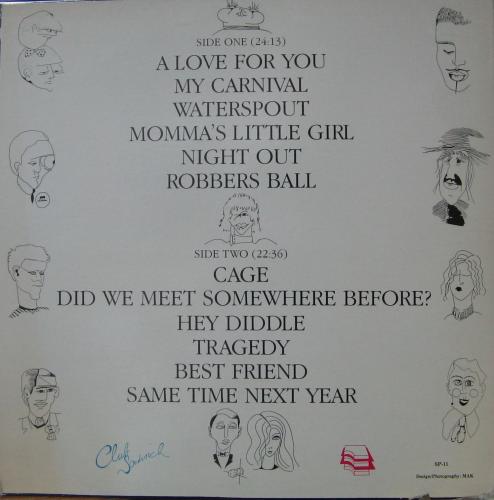 SIDE ONE (24:13)
A LOVE FOR YOU
MY CARNIVAL
WATERSPOUT
MOMMA'S LITTLE GIRL
NIGHT OUT
ROBBERS BALL
SIDE TWO (22:36)
CAGE
DID WE MEET SOMEWHERE BEFORE?
HEY DIDDLE
TRAGEDY
BEST FRIEND
SAME TIME NEXT YEAR
Club Sandwich
SP-11
Design/Photography: MAK